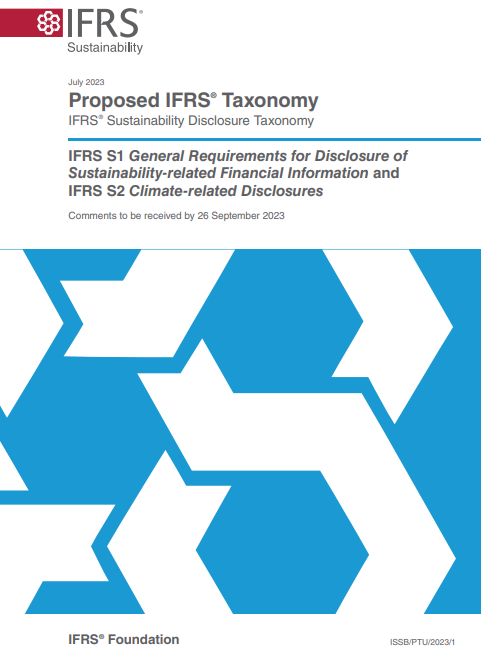 IFRS®
Sustainability
July 2023
Proposed IFRS® Taxonomy
IFRS® Sustainability Disclosure Taxonomy
IFRS S1 General Requirements for Disclosure of
Sustainability-related Financial Information and
IFRS S2 Climate-related Disclosures
Comments to be received by 26 September 2023
IFRS® Foundation
ISSB/PTU/2023/1